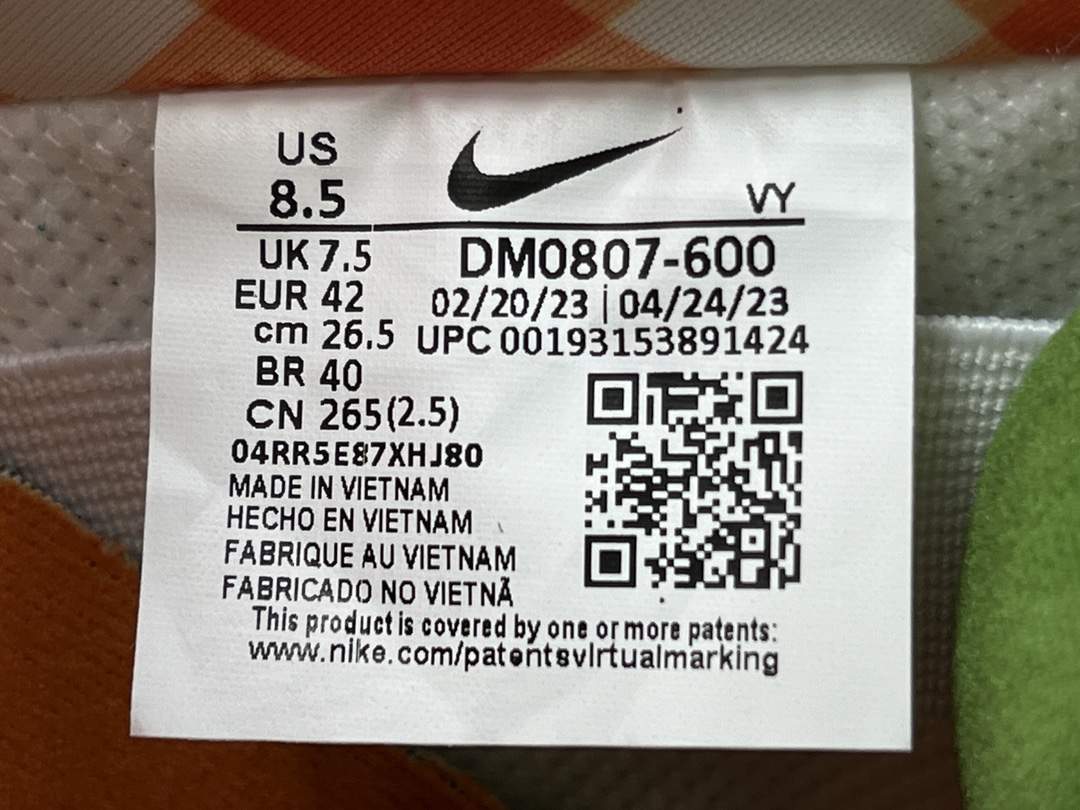 US
8.5
VY
UK 7.5
DM0807-600
EUR 42
02/20/23 | 04/24/23
cm 26.5
UPC 00193153891424
BR 40
CN 265(2.5)
04RR5E87XHJ80
MADE IN VIETNAM
HECHO EN VIETNAM
FABRIQUE AU VIETNAM
FABRICADO NO VIETNÃ
This product is covered by one or more patents:
www.nike.com/patentsvIrtualmarking